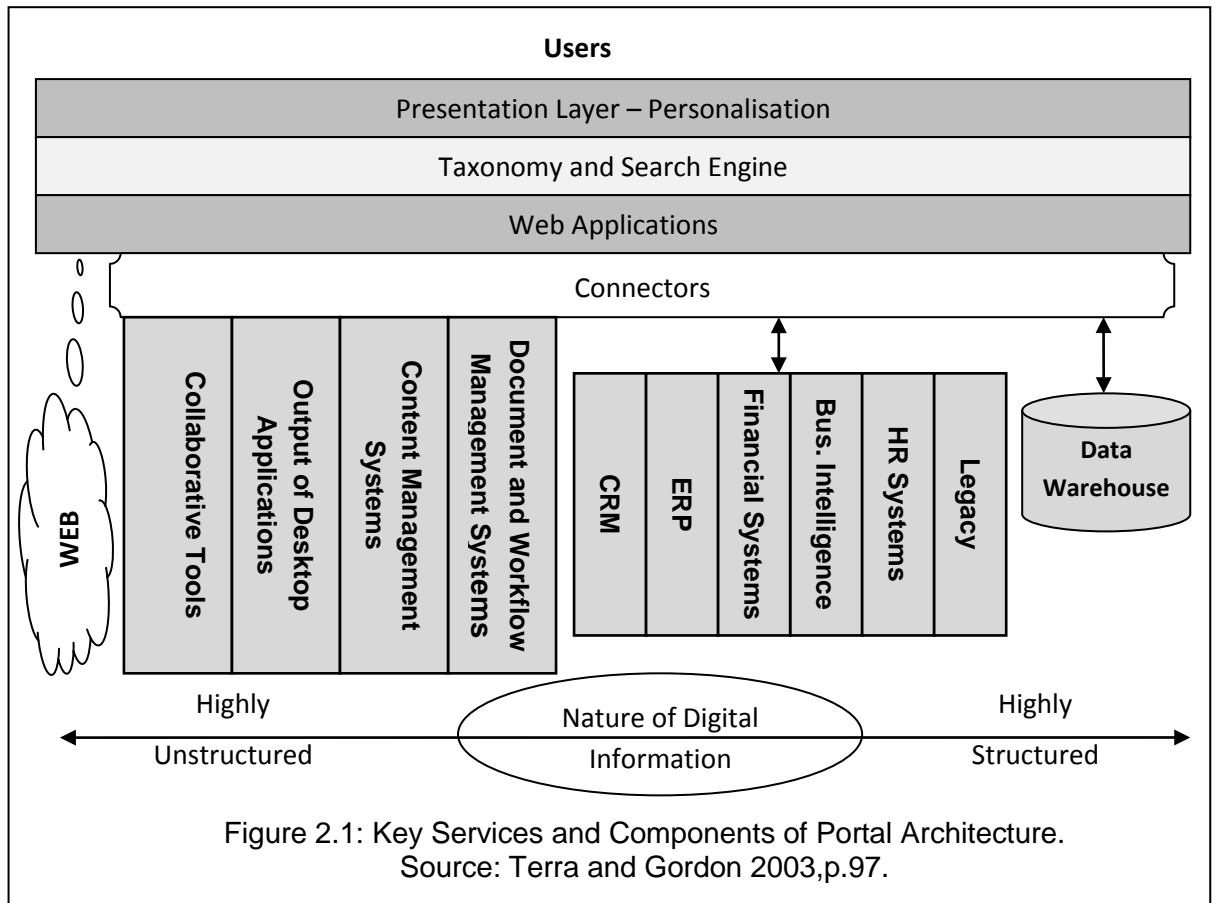 Users
Presentation Layer – Personalisation
Taxonomy and Search Engine
Web Applications
Connectors
WEB
Collaborative Tools
Output of Desktop
Applications
Content Management
Systems
Document and Workflow
Management Systems
CRM
ERP
Financial Systems
Bus. Intelligence
HR Systems
Legacy
Data
Warehouse
Highly
Unstructured
Nature of Digital
Information
Highly
Structured
Figure 2.1: Key Services and Components of Portal Architecture.
Source: Terra and Gordon 2003,p.97.